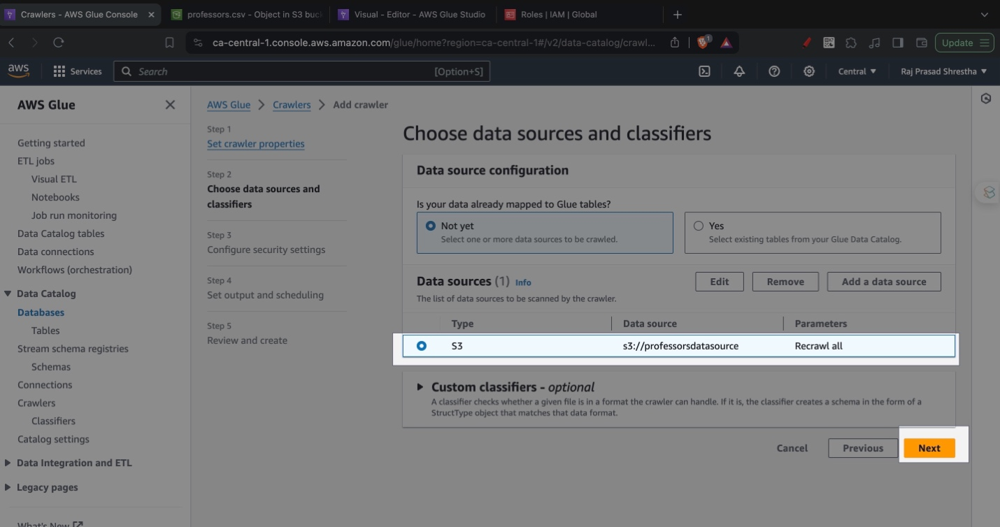 Crawlers - AWS Glue Console
professors.csv - Object in S3 buck
Visual - Editor - AWS Glue Studio
Roles | IAM | Global
ca-central-1.console.aws.amazon.com/glue/home?region=ca-central-1#/v2/data-catalog/crawl...
1
Update
aws
Services
Search
[Option+S]
Central
Raj Prasad Shrestha
AWS Glue
Getting started
ETL jobs
Visual ETL
Notebooks
Job run monitoring
Data Catalog tables
Data connections
Workflows (orchestration)
Data Catalog
Databases
Tables
Stream schema registries
Schemas
Connections
Crawlers
Classifiers
Catalog settings
Data Integration and ETL
Legacy pages
What's New
AWS Glue > Crawlers > Add crawler
Step 1
Set crawler properties
Step 2
Choose data sources and
classifiers
Step 3
Configure security settings
Step 4
Set output and scheduling
Step 5
Review and create
Choose data sources and classifiers
Data source configuration
Is your data already mapped to Glue tables?
Not yet
Select one or more data sources to be crawled.
Yes
Select existing tables from your Glue Data Catalog.
Data sources (1) Info
The list of data sources to be scanned by the crawler.
Edit
Remove
Add a data source
Type Data source Parameters
S3 s3://professorsdatasource Recrawl all
Custom classifiers - optional
A classifier checks whether a given file is in a format the crawler can handle. If it is, the classifier creates a schema in the form of a
StructType object that matches that data format.
Cancel
Previous
Next